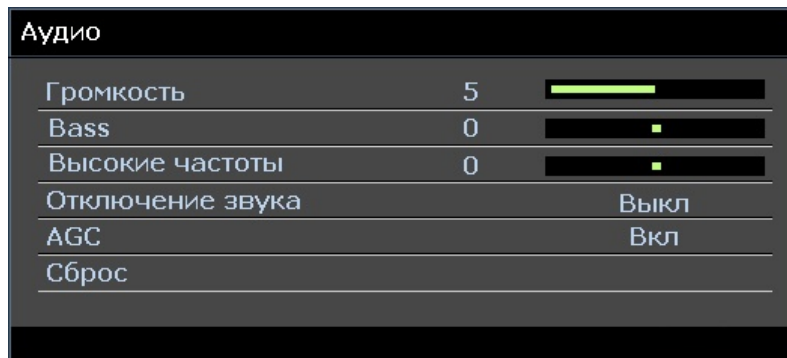 Аудио
Громкость 5
Bass 0
Высокие частоты 0
Отключение звука Выкл
AGC Вкл
Сброс